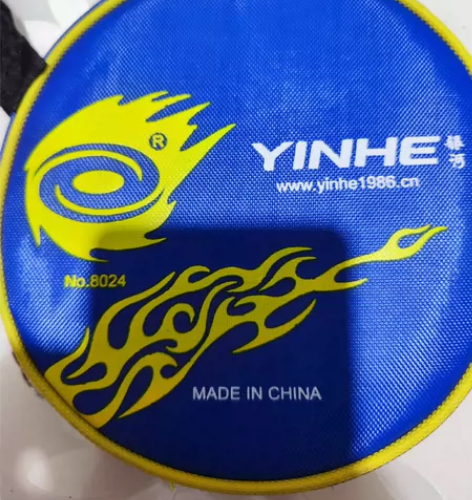 ®
YINHE 银河
www.yinhe1986.cn
No.8024
MADE IN CHINA